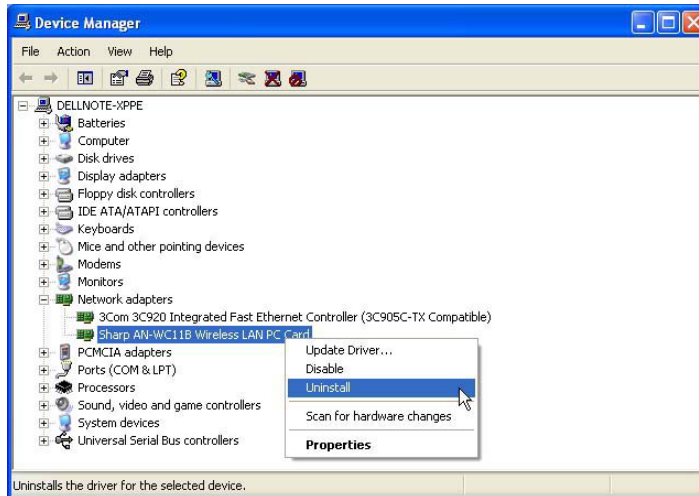 Device Manager
File Action View Help
DELLNOTE-XPPE
Batteries
Computer
Disk drives
Display adapters
Floppy disk controllers
IDE ATA/ATAPI controllers
Keyboards
Mice and other pointing devices
Modems
Monitors
Network adapters
3Com 3C920 Integrated Fast Ethernet Controller (3C905C-TX Compatible)
Sharp AN-WC11B Wireless LAN PC Card
PCMCIA adapters
Ports (COM & LPT)
Processors
Sound, video and game controllers
System devices
Universal Serial Bus controllers
Update Driver...
Disable
Uninstall
Scan for hardware changes
Properties
Uninstalls the driver for the selected device.